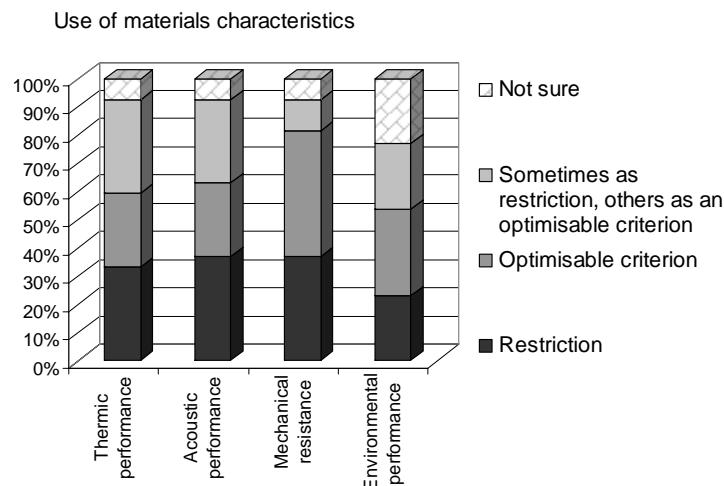 Use of materials characteristics
100%
90%
80%
70%
60%
50%
40%
30%
20%
10%
0%
Thermic
performance
Acoustic
performance
Mechanical
resistance
Environmental
performance
Not sure
Sometimes as
restriction, others as an
optimisable criterion
Optimisable criterion
Restriction